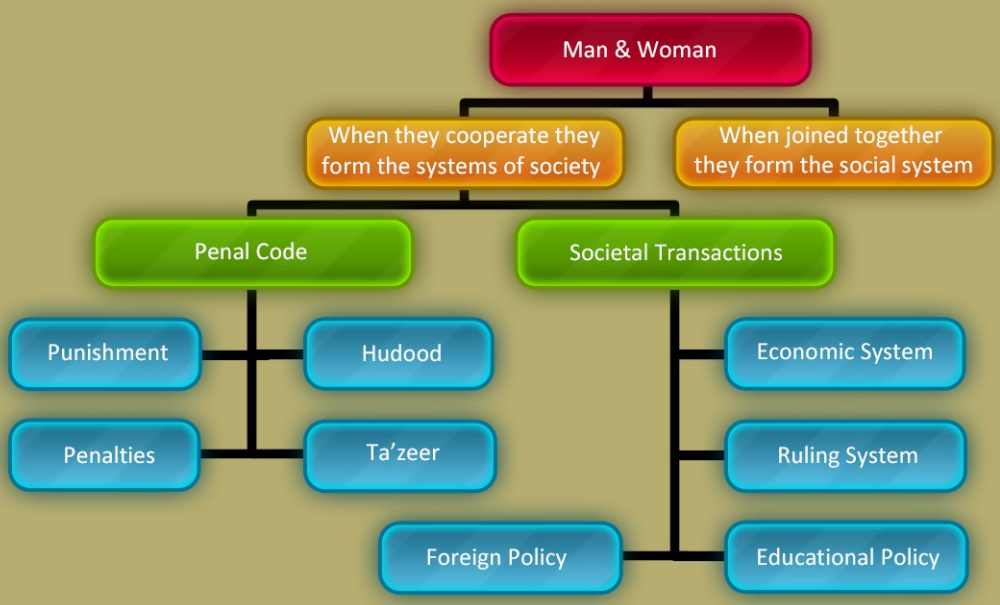 Man & Woman
When they cooperate they
form the systems of society
When joined together
they form the social system
Penal Code
Societal Transactions
Punishment
Hudood
Economic System
Penalties
Ta’zeer
Ruling System
Foreign Policy
Educational Policy